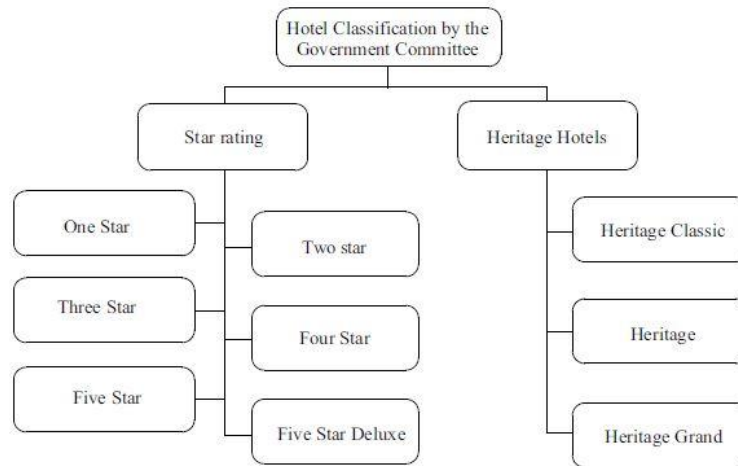 Hotel Classification by the
Government Committee
Star rating
Heritage Hotels
One Star
Two star
Three Star
Four Star
Five Star
Five Star Deluxe
Heritage Classic
Heritage
Heritage Grand